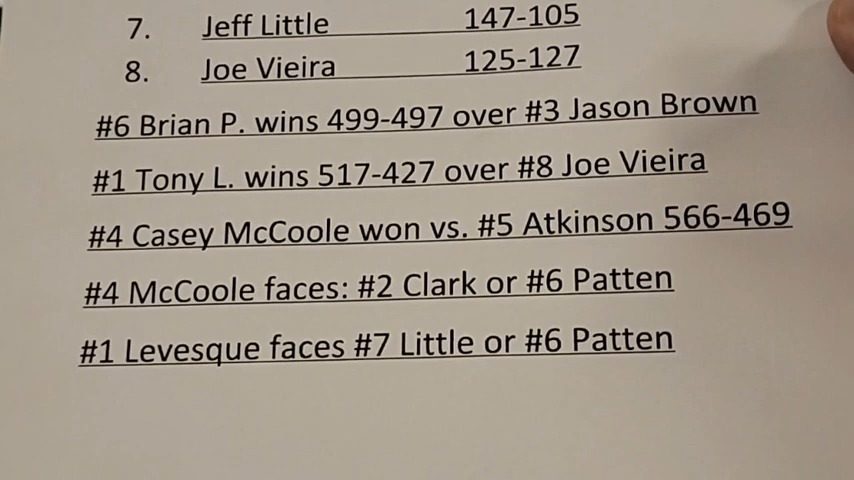 7. Jeff Little 147-105
8. Joe Vieira 125-127
#6 Brian P. wins 499-497 over #3 Jason Brown
#1 Tony L. wins 517-427 over #8 Joe Vieira
#4 Casey McCoole won vs. #5 Atkinson 566-469
#4 McCoole faces: #2 Clark or #6 Patten
#1 Levesque faces #7 Little or #6 Patten